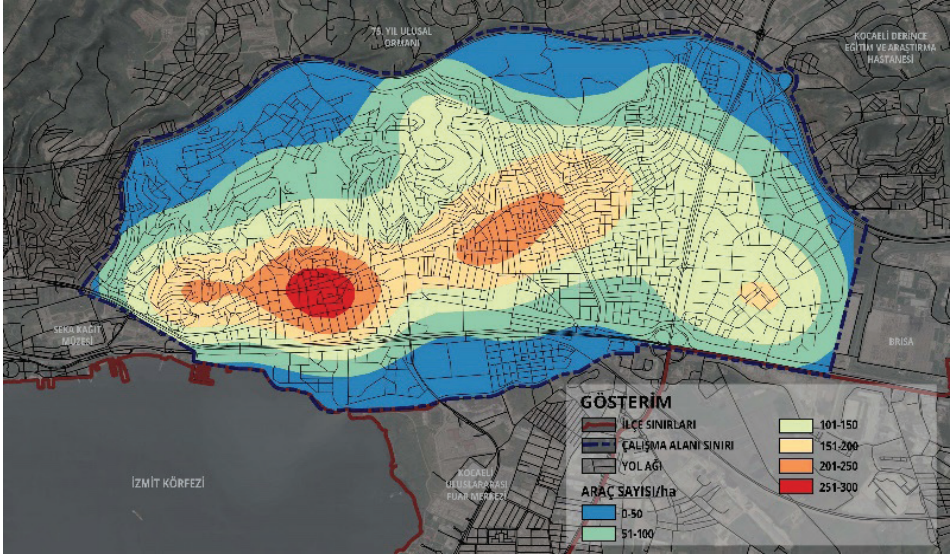 75. YIL ULUSAL
ORMANI
KOCAELİ DERİNCE
EĞİTİM VE ARAŞTIRMA
HASTANESİ
SEKA KAĞIT
MÜZESİ
BRISA
İZMİT KÖRFEZİ
KOCAELİ
ULUSLARARASI
FUAR MERKEZİ
GÖSTERİM
İLÇE SINIRLARI
ÇALIŞMA ALANI SINIRI
YOL AĞI
ARAÇ SAYISI/ha
0-50
51-100
101-150
151-200
201-250
251-300